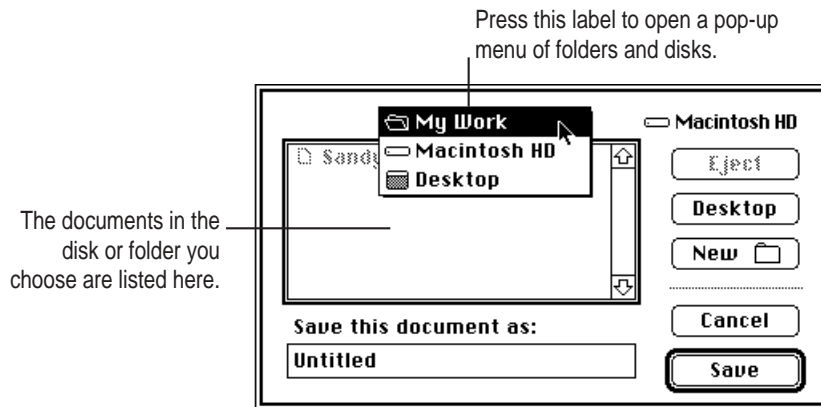 Press this label to open a pop-up
menu of folders and disks.
My Work
Macintosh HD
Sandy
Macintosh HD
Desktop
Eject
Desktop
New
The documents in the
disk or folder you
choose are listed here.
Save this document as:
Untitled
Cancel
Save